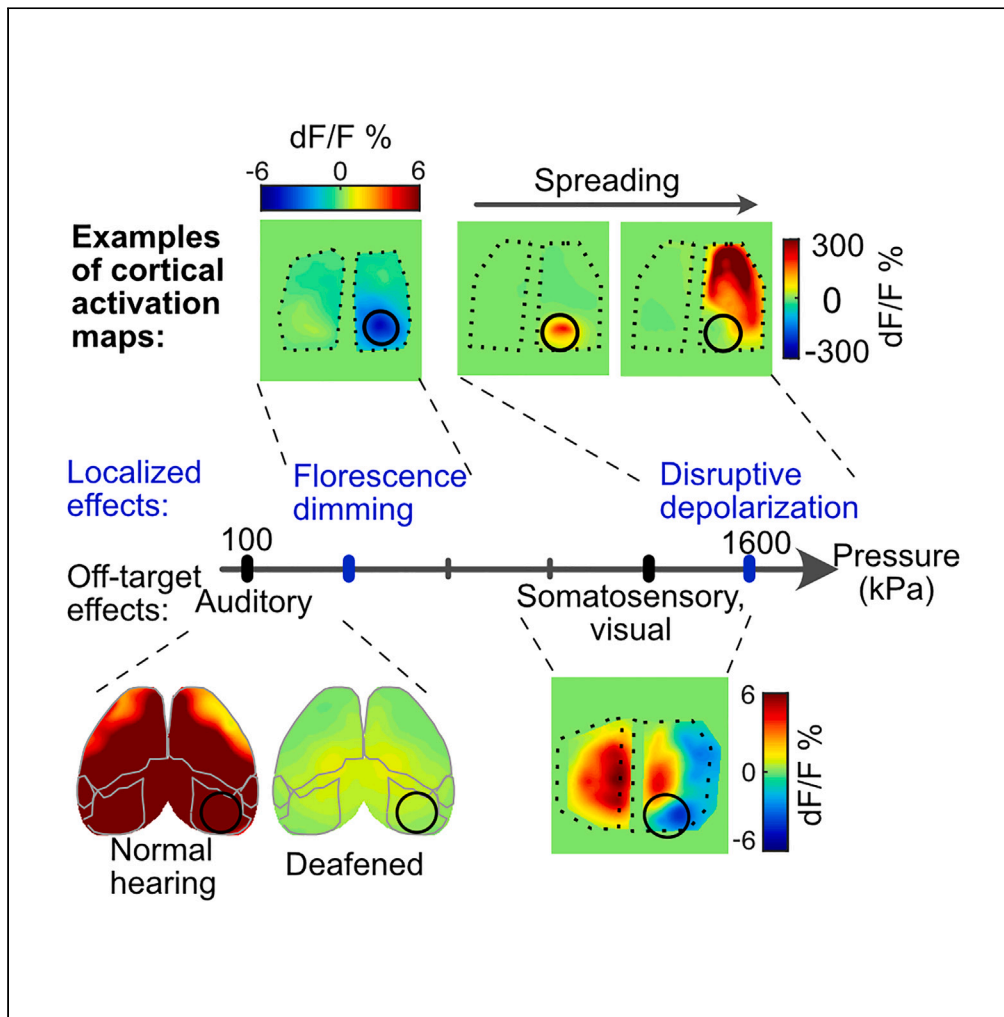 dF/F %
-6 0 6
Spreading
Examples
of cortical
activation
maps:
300
0
-300
dF/F %
Localized
effects:
Florescence
dimming
Disruptive
depolarization
100
1600
Pressure
(kPa)
Off-target
effects:
Auditory
Somatosensory,
visual
Normal
hearing
Deafened
6
0
-6
dF/F %